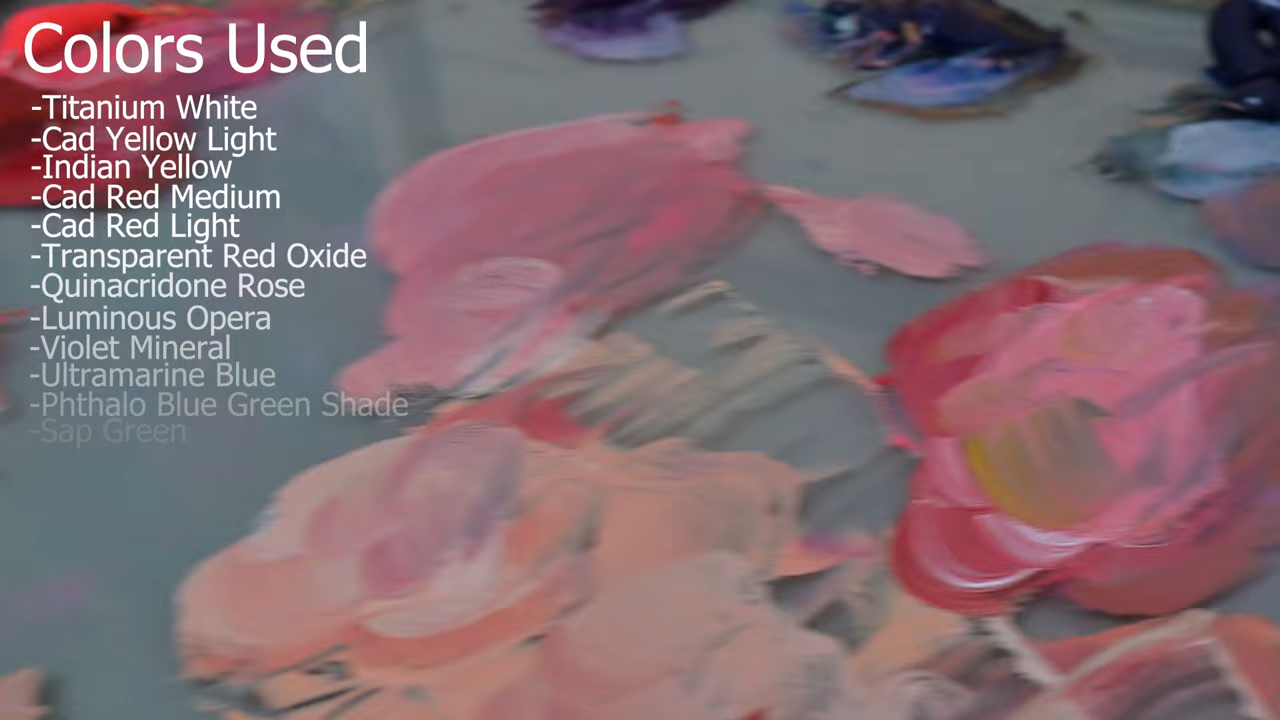 Colors Used
-Titanium White
-Cad Yellow Light
-Indian Yellow
-Cad Red Medium
-Cad Red Light
-Transparent Red Oxide
-Quinacridone Rose
-Luminous Opera
-Violet Mineral
-Ultramarine Blue
-Phthalo Blue Green Shade
-Sap Green